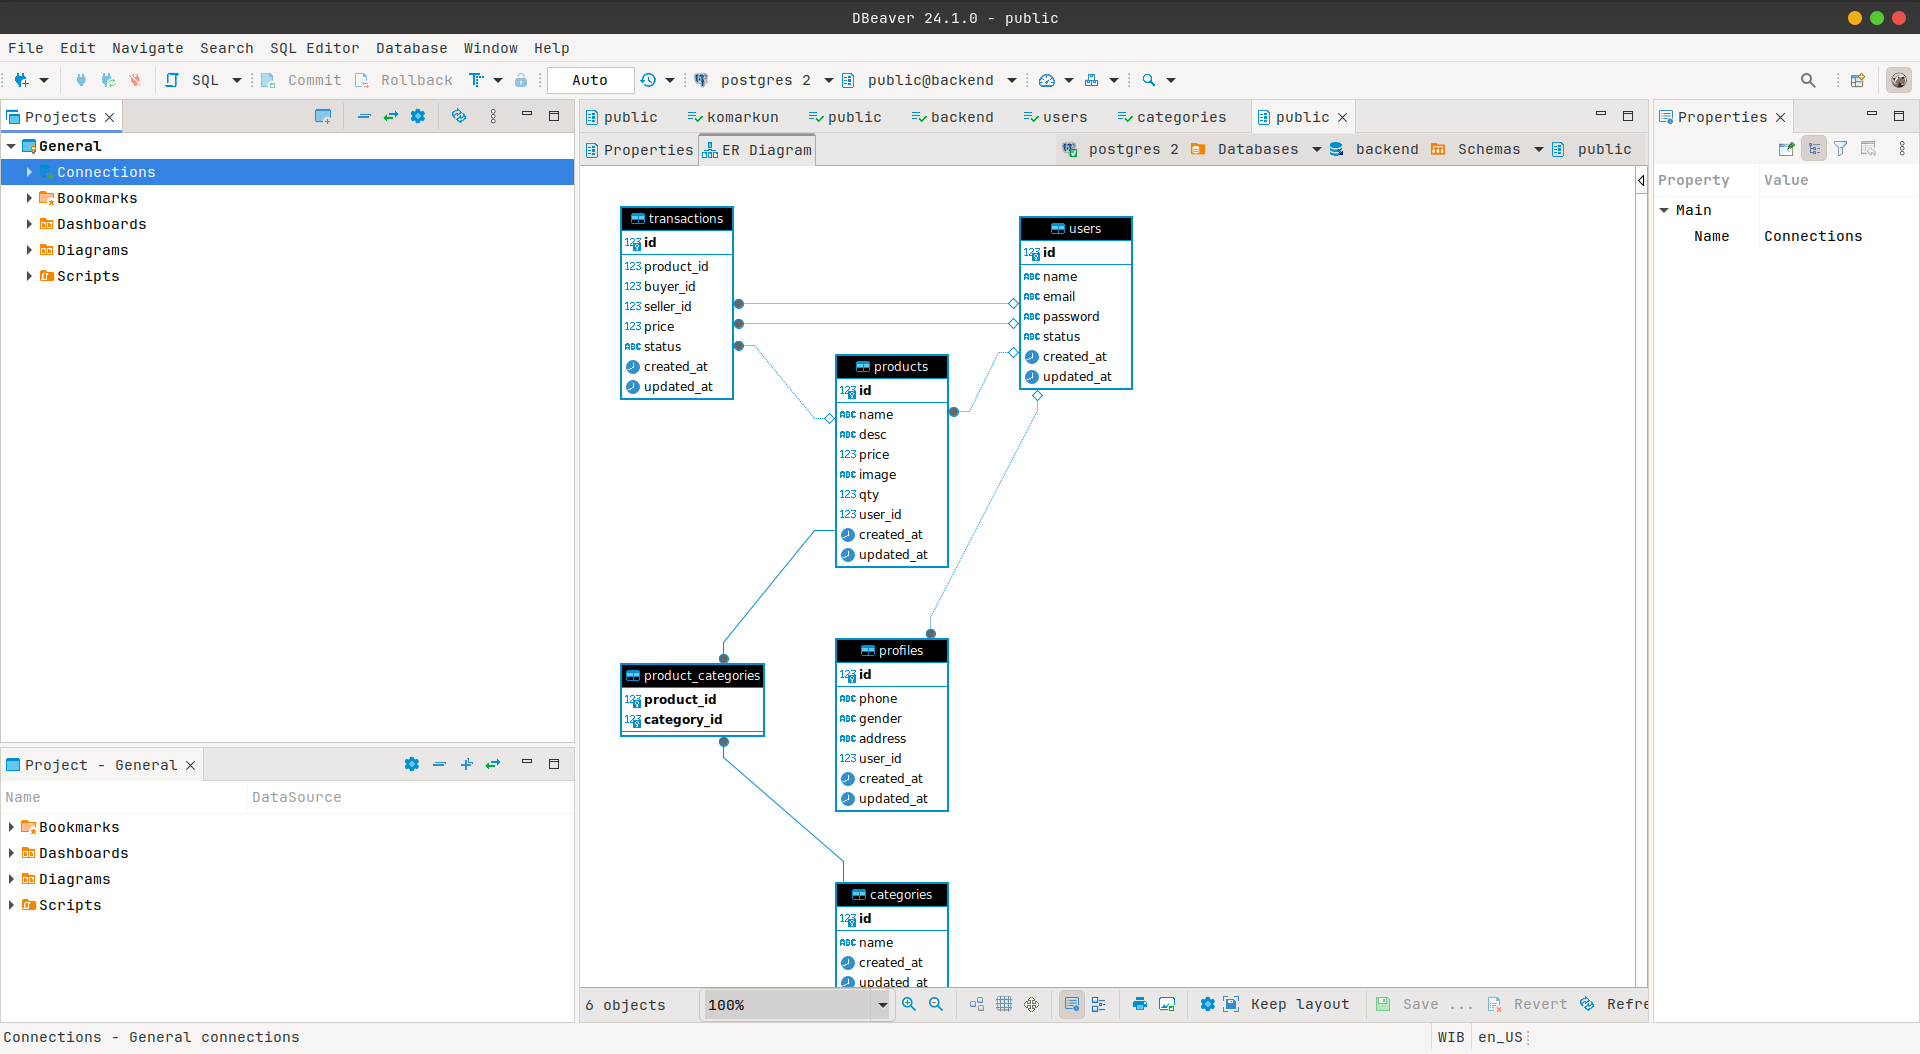 DBeaver 24.1.0 - public
File Edit Navigate Search SQL Editor Database Window Help
SQL Commit Rollback Auto postgres 2 public@backend
Projects
General
Connections
Bookmarks
Dashboards
Diagrams
Scripts
Project - General
Name DataSource
Bookmarks
Dashboards
Diagrams
Scripts
public komarkun public backend users categories public
Properties ER Diagram postgres 2 Databases backend Schemas public
transactions
123 id
123 product_id
123 buyer_id
123 seller_id
123 price
ABC status
created_at
updated_at
users
123 id
ABC name
ABC email
ABC password
ABC status
created_at
updated_at
products
123 id
ABC name
ABC desc
123 price
ABC image
123 qty
123 user_id
created_at
updated_at
product_categories
123 product_id
123 category_id
profiles
123 id
ABC phone
ABC gender
ABC address
123 user_id
created_at
updated_at
categories
123 id
ABC name
created_at
updated_at
6 objects 100% Keep layout Save ... Revert Refre
Properties
Property Value
Main
Name Connections
Connections - General connections
WIB en_US